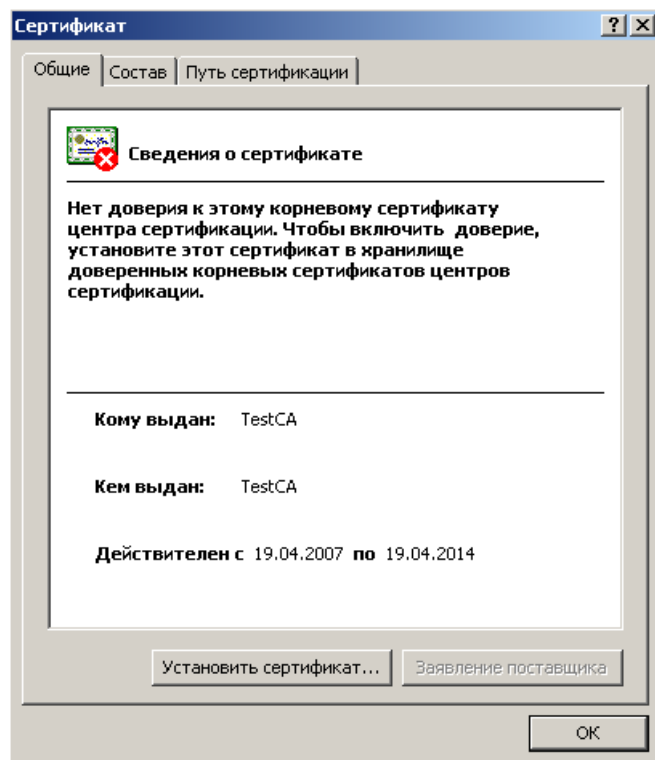 Сертификат
Общие Состав Путь сертификации
Сведения о сертификате
Нет доверия к этому корневому сертификату
центра сертификации. Чтобы включить доверие,
установите этот сертификат в хранилище
доверенных корневых сертификатов центров
сертификации.
Кому выдан: TestCA
Кем выдан: TestCA
Действителен с 19.04.2007 по 19.04.2014
Установить сертификат... Заявление поставщика
ОК